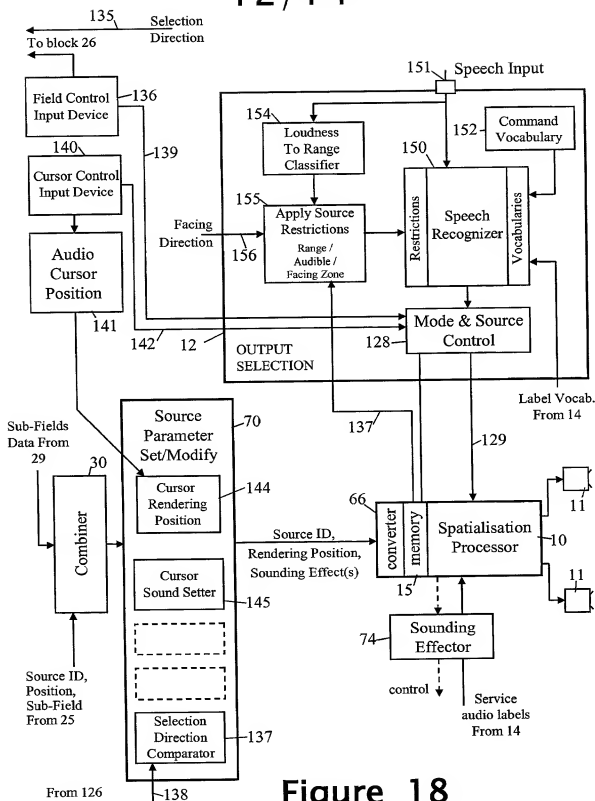 135
Selection
Direction
To block 26
Field Control
Input Device
136
139
140
Cursor Control
Input Device
Audio
Cursor
Position
141
142
151
Speech Input
154
Loudness
To Range
Classifier
152
Command
Vocabulary
150
Restrictions
Speech
Recognizer
Vocabularies
155
Apply Source
Restrictions
Range /
Audible /
Facing Zone
Facing
Direction
156
12
128
Mode & Source
Control
OUTPUT
SELECTION
Label Vocab.
From 14
137
129
Sub-Fields
Data From
29
30
Combiner
Source ID,
Position,
Sub-Field
From 25
70
Source
Parameter
Set/Modify
Cursor
Rendering
Position
144
Cursor
Sound Setter
145
Selection
Direction
Comparator
137
From 126
138
Source ID,
Rendering Position,
Sounding Effect(s)
66
converter
memory
15
Spatialisation
Processor
10
11
11
74
Sounding
Effector
control
Service
audio labels
From 14
Figure 18